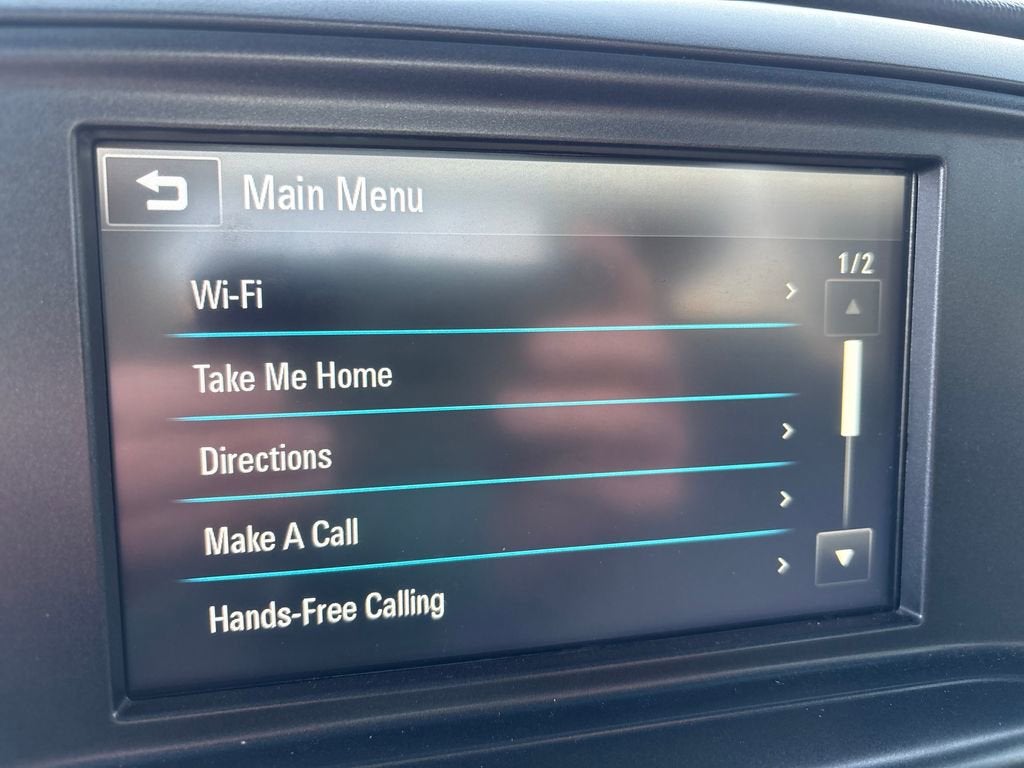 Main Menu
1/2
Wi-Fi
Take Me Home
Directions
Make A Call
Hands-Free Calling